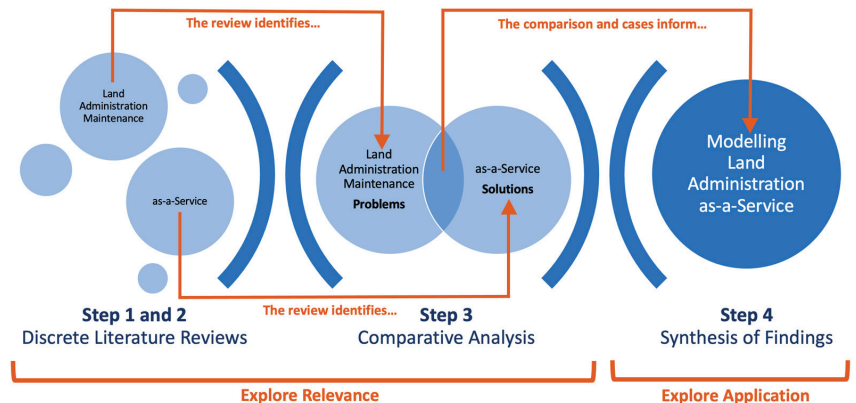 The review identifies...
The comparison and cases inform...
Land
Administration
Maintenance
as-a-Service
Land
Administration
Maintenance
Problems
as-a-Service
Solutions
Modelling
Land
Administration
as-a-Service
The review identifies...
Step 1 and 2
Discrete Literature Reviews
Step 3
Comparative Analysis
Step 4
Synthesis of Findings
Explore Relevance
Explore Application